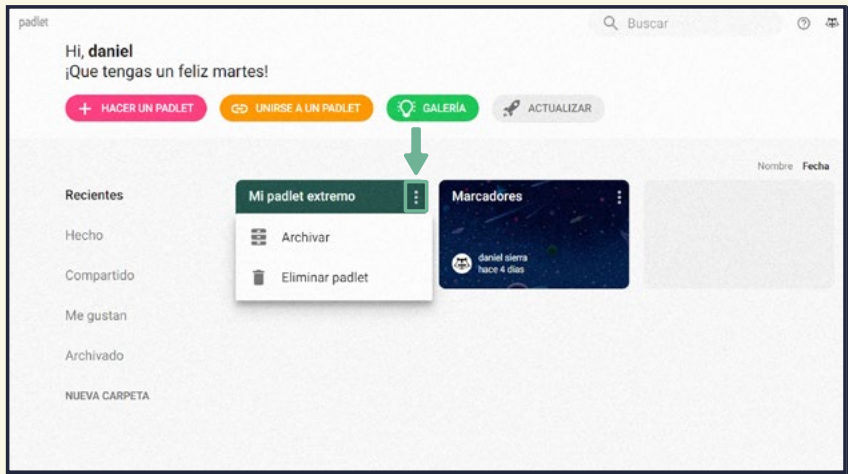 padlet
Buscar
Hi, daniel
¡Que tengas un feliz martes!
HACER UN PADLET
UNIRSE A UN PADLET
GALERÍA
ACTUALIZAR
Nombre Fecha
Recientes
Hecho
Compartido
Me gustan
Archivado
NUEVA CARPETA
Mi padlet extremo
Archivar
Eliminar padlet
Marcadores
daniel sierra
hace 4 días